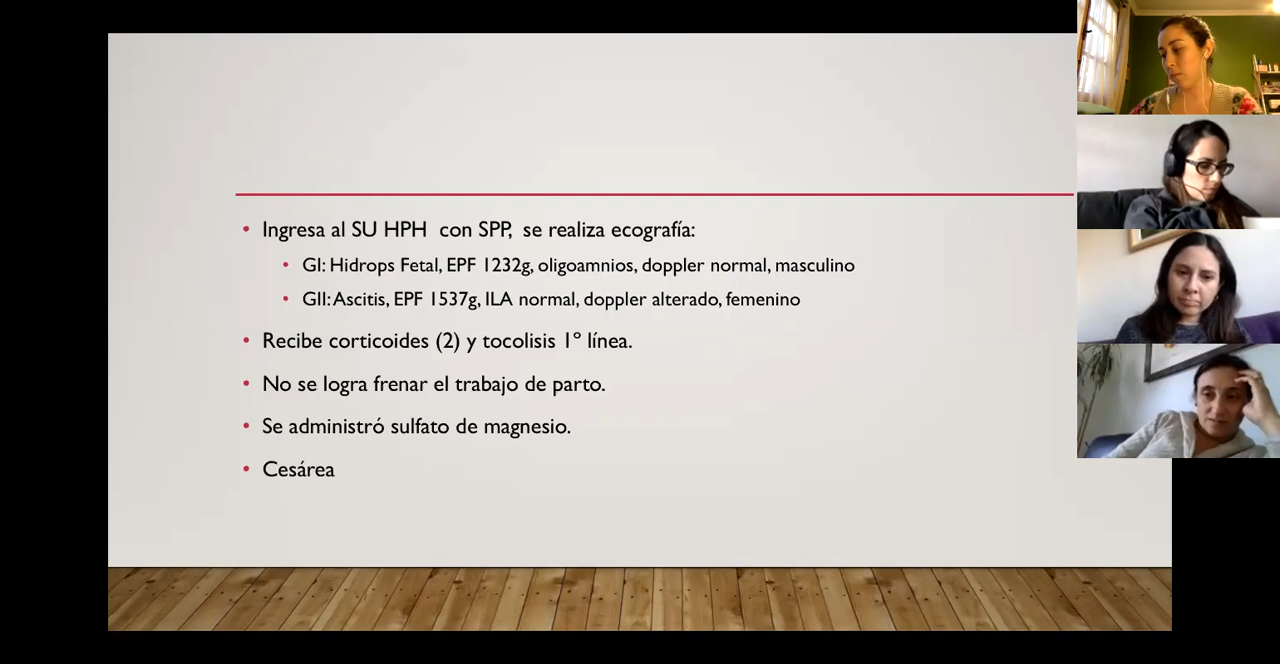 Ingresa al SU HPH con SPP, se realiza ecografía:
GI: Hidrops Fetal, EPF 1232g, oligoamnios, doppler normal, masculino
GII: Ascitis, EPF 1537g, ILA normal, doppler alterado, femenino
Recibe corticoides (2) y tocolisis 1º línea.
No se logra frenar el trabajo de parto.
Se administró sulfato de magnesio.
Cesárea